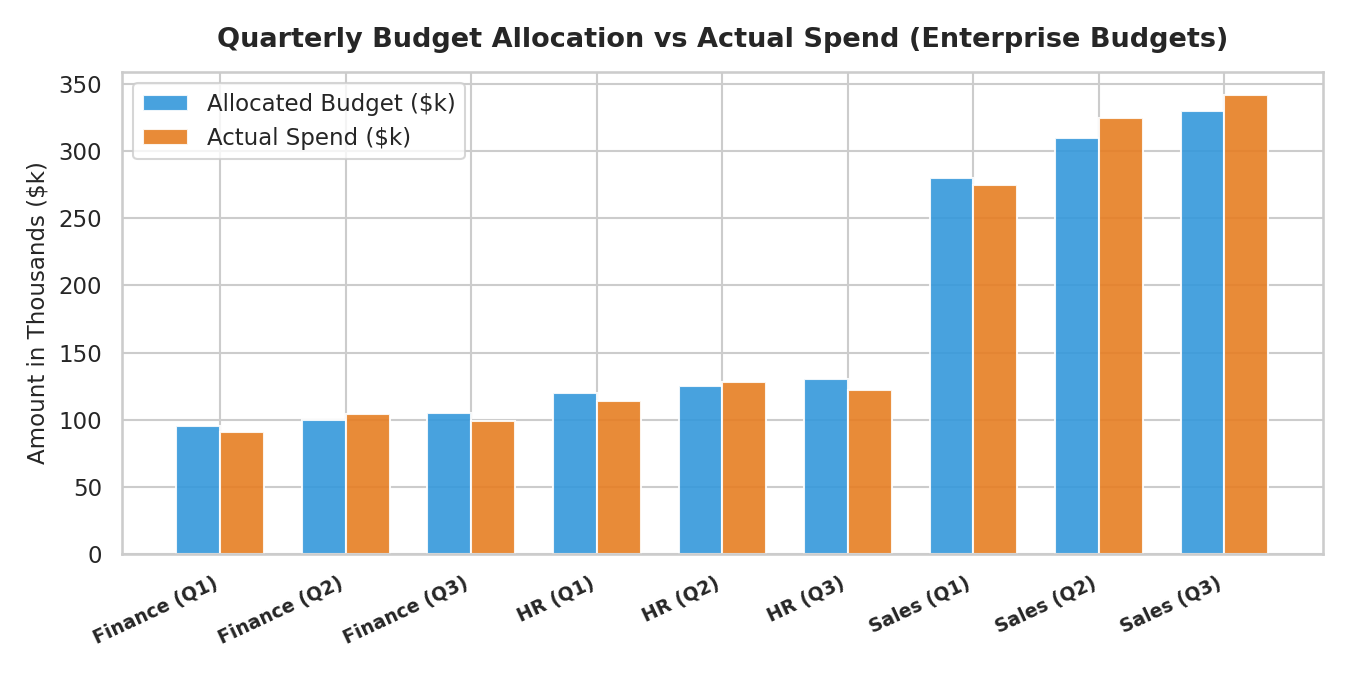 Quarterly Budget Allocation vs Actual Spend (Enterprise Budgets)
Allocated Budget ($k)
Actual Spend ($k)
Amount in Thousands ($k)
350
300
250
200
150
100
50
0
Finance (Q1)
Finance (Q2)
Finance (Q3)
HR (Q1)
HR (Q2)
HR (Q3)
Sales (Q1)
Sales (Q2)
Sales (Q3)